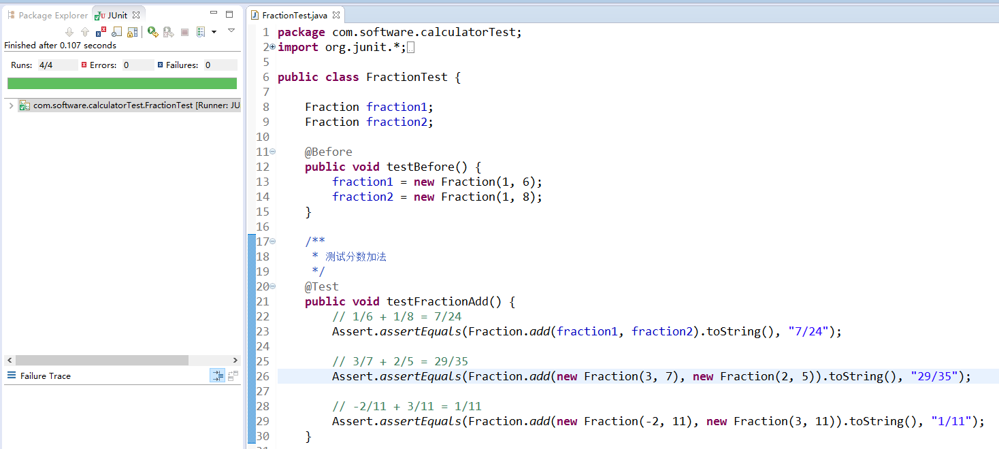 Package Explorer
JUnit
Finished after 0.107 seconds
Runs: 4/4 Errors: 0 Failures: 0
com.software.calculatorTest.FractionTest [Runner: JU
Failure Trace
FractionTest.java
1 package com.software.calculatorTest;
2 import org.junit.*;
5
6 public class FractionTest {
7
8 Fraction fraction1;
9 Fraction fraction2;
10
11 @Before
12 public void testBefore() {
13 fraction1 = new Fraction(1, 6);
14 fraction2 = new Fraction(1, 8);
15 }
16
17 /**
18 * 测试分数加法
19 */
20 @Test
21 public void testFractionAdd() {
22 // 1/6 + 1/8 = 7/24
23 Assert.assertEquals(Fraction.add(fraction1, fraction2).toString(), "7/24");
24
25 // 3/7 + 2/5 = 29/35
26 Assert.assertEquals(Fraction.add(new Fraction(3, 7), new Fraction(2, 5)).toString(), "29/35");
27
28 // -2/11 + 3/11 = 1/11
29 Assert.assertEquals(Fraction.add(new Fraction(-2, 11), new Fraction(3, 11)).toString(), "1/11");
30 }